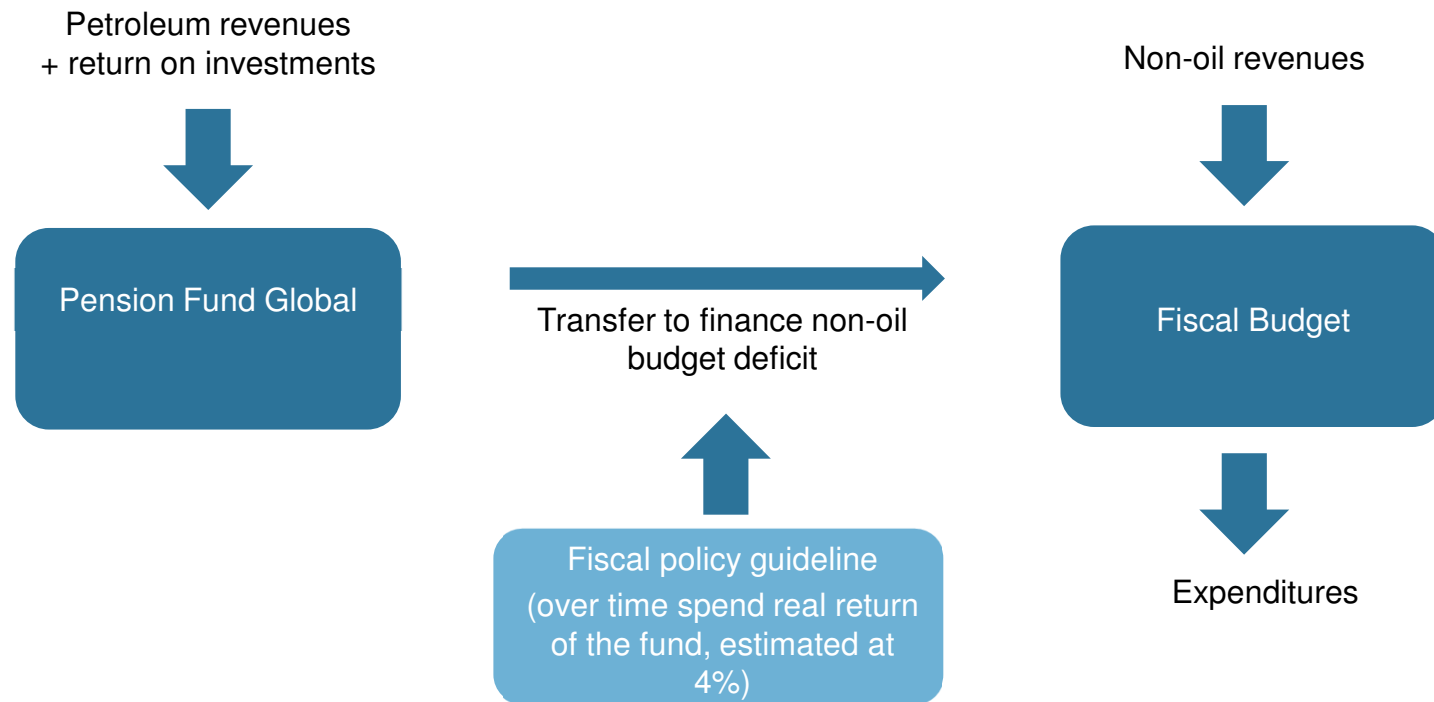 Petroleum revenues
+ return on investments
Non-oil revenues
Pension Fund Global
Transfer to finance non-oil
budget deficit
Fiscal Budget
Fiscal policy guideline
(over time spend real return
of the fund, estimated at
4%)
Expenditures